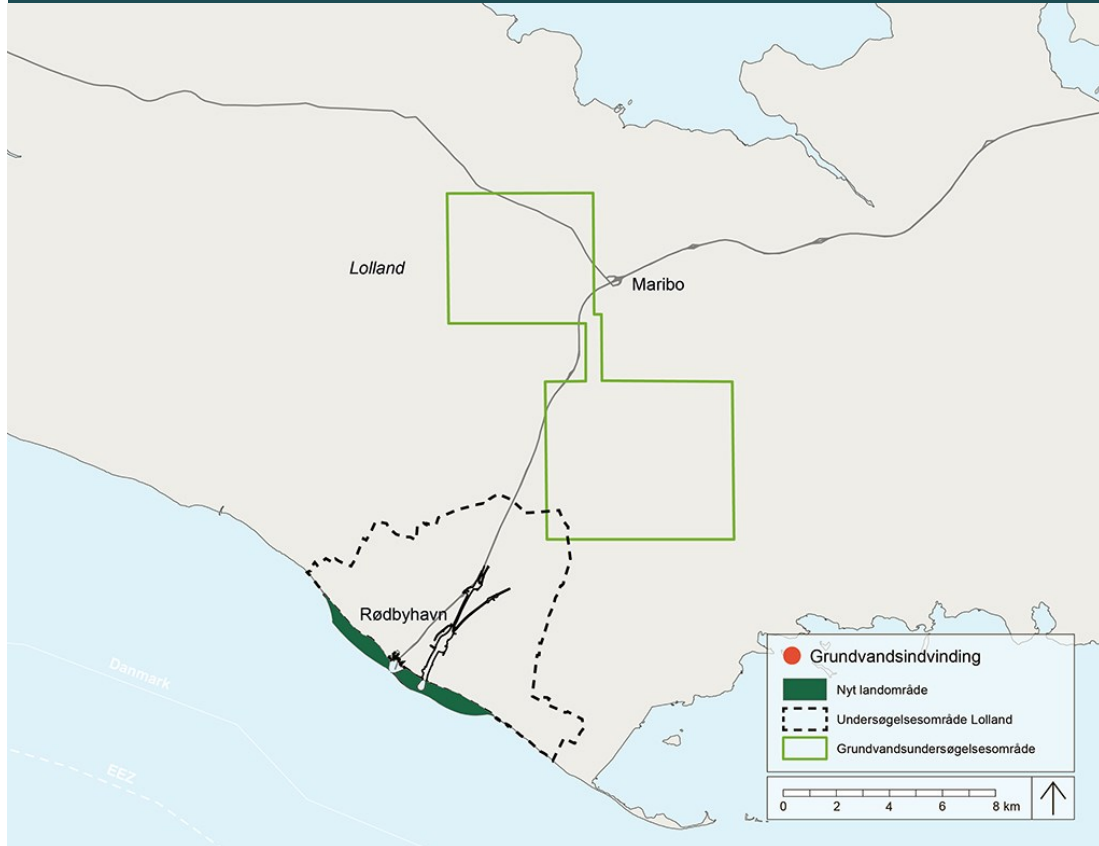 Lolland
Maribo
Rødbyhavn
Danmark
EEZ
Grundvandsindvinding
Nyt landområde
Undersøgelsesområde Lolland
Grundvandsundersøgelsesområde
0 2 4 6 8 km